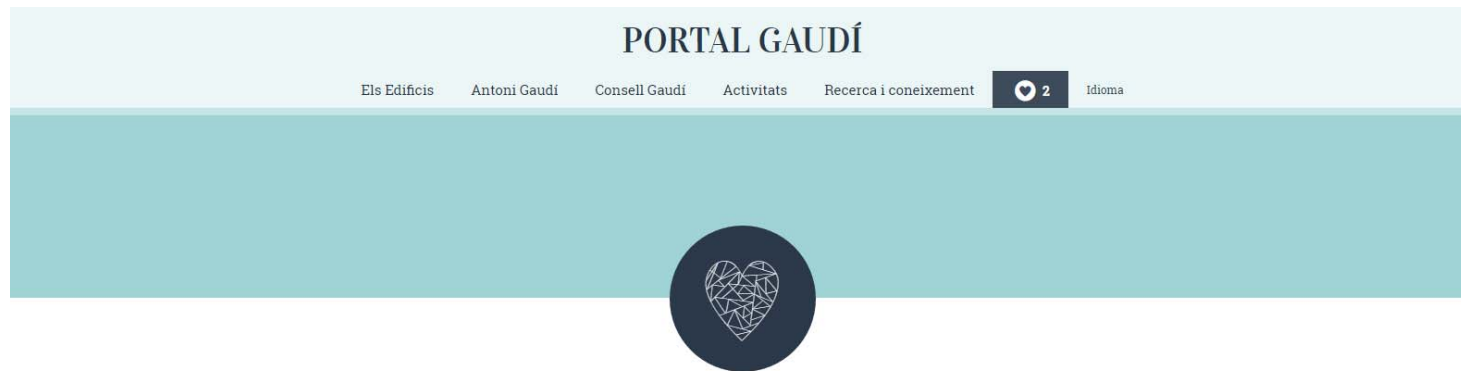 PORTAL GAUDÍ
Els Edificis Antoni Gaudí Consell Gaudí Activitats Recerca i coneixement 2 Idioma